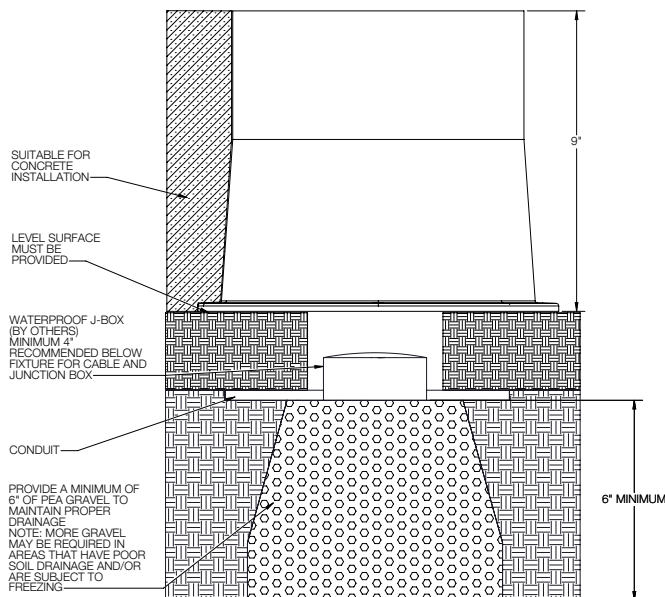 9"
SUITABLE FOR
CONCRETE
INSTALLATION
LEVEL SURFACE
MUST BE
PROVIDED
WATERPROOF J-BOX
(BY OTHERS)
MINIMUM 4"
RECOMMENDED BELOW
FIXTURE FOR CABLE AND
JUNCTION BOX
CONDUIT
PROVIDE A MINIMUM OF
6" OF PEA GRAVEL TO
MAINTAIN PROPER
DRAINAGE
NOTE: MORE GRAVEL
MAY BE REQUIRED IN
AREAS THAT HAVE POOR
SOIL DRAINAGE AND/OR
ARE SUBJECT TO
FREEZING
6" MINIMUM